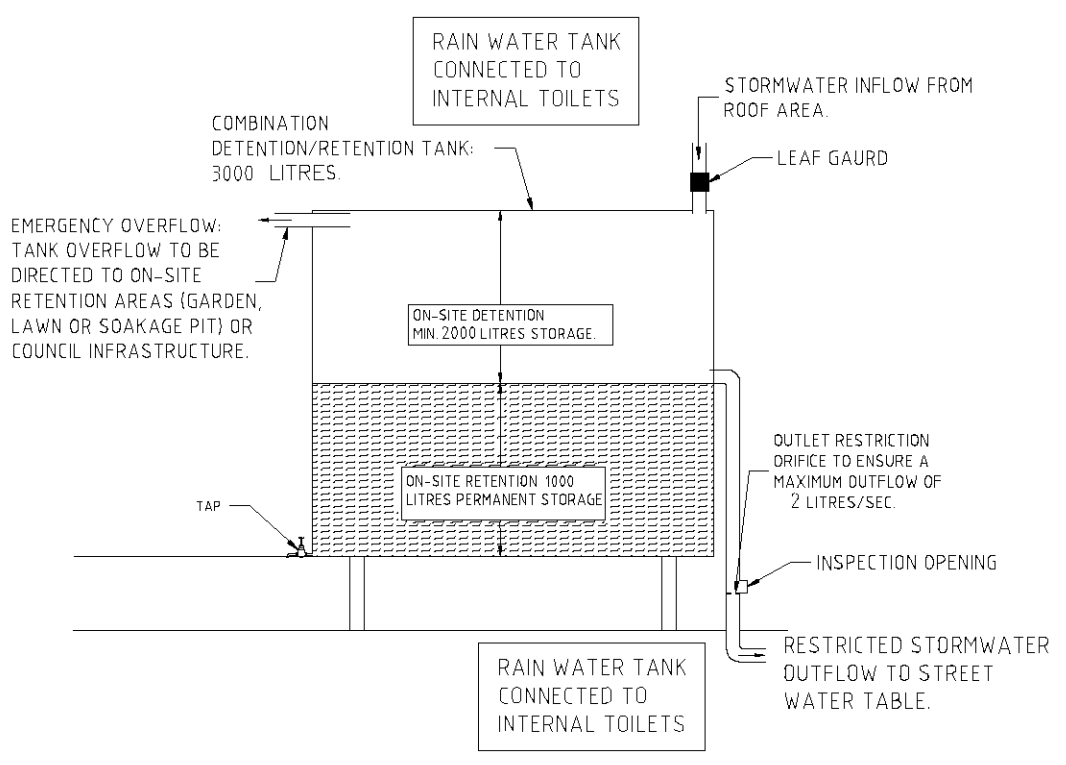 RAIN WATER TANK
CONNECTED TO
INTERNAL TOILETS
STORMWATER INFLOW FROM
ROOF AREA.
COMBINATION
DETENTION/RETENTION TANK:
3000 LITRES.
LEAF GAURD
EMERGENCY OVERFLOW:
TANK OVERFLOW TO BE
DIRECTED TO ON-SITE
RETENTION AREAS (GARDEN,
LAWN OR SOAKAGE PIT) OR
COUNCIL INFRASTRUCTURE.
ON-SITE DETENTION
MIN. 2000 LITRES STORAGE.
OUTLET RESTRICTION
ORIFICE TO ENSURE A
MAXIMUM OUTFLOW OF
2 LITRES/SEC.
ON-SITE RETENTION 1000
LITRES PERMANENT STORAGE
TAP
INSPECTION OPENING
RESTRICTED STORMWATER
OUTFLOW TO STREET
WATER TABLE.
RAIN WATER TANK
CONNECTED TO
INTERNAL TOILETS